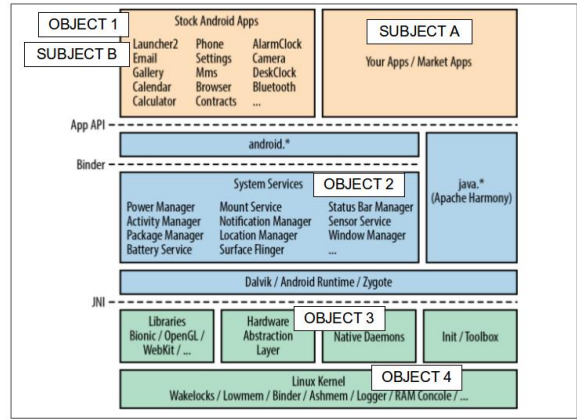 OBJECT 1
Stock Android Apps
SUBJECT B
Launcher2 Phone AlarmClock
Email Settings Camera
Gallery Mms DeskClock
Calendar Browser Bluetooth
Calculator Contracts ...
SUBJECT A
Your Apps / Market Apps
App API
android.*
Binder
System Services
OBJECT 2
Power Manager Mount Service Status Bar Manager
Activity Manager Notification Manager Sensor Service
Package Manager Location Manager Window Manager
Battery Service Surface Flinger ...
java.*
(Apache Harmony)
Dalvik / Android Runtime / Zygote
JNI
Libraries
Bionic / OpenGL /
WebKit / ...
Hardware
Abstraction
Layer
OBJECT 3
Native Daemons
Init / Toolbox
Linux Kernel
OBJECT 4
Wakelocks / Lowmem / Binder / Ashmem / Logger / RAM Concole / ...